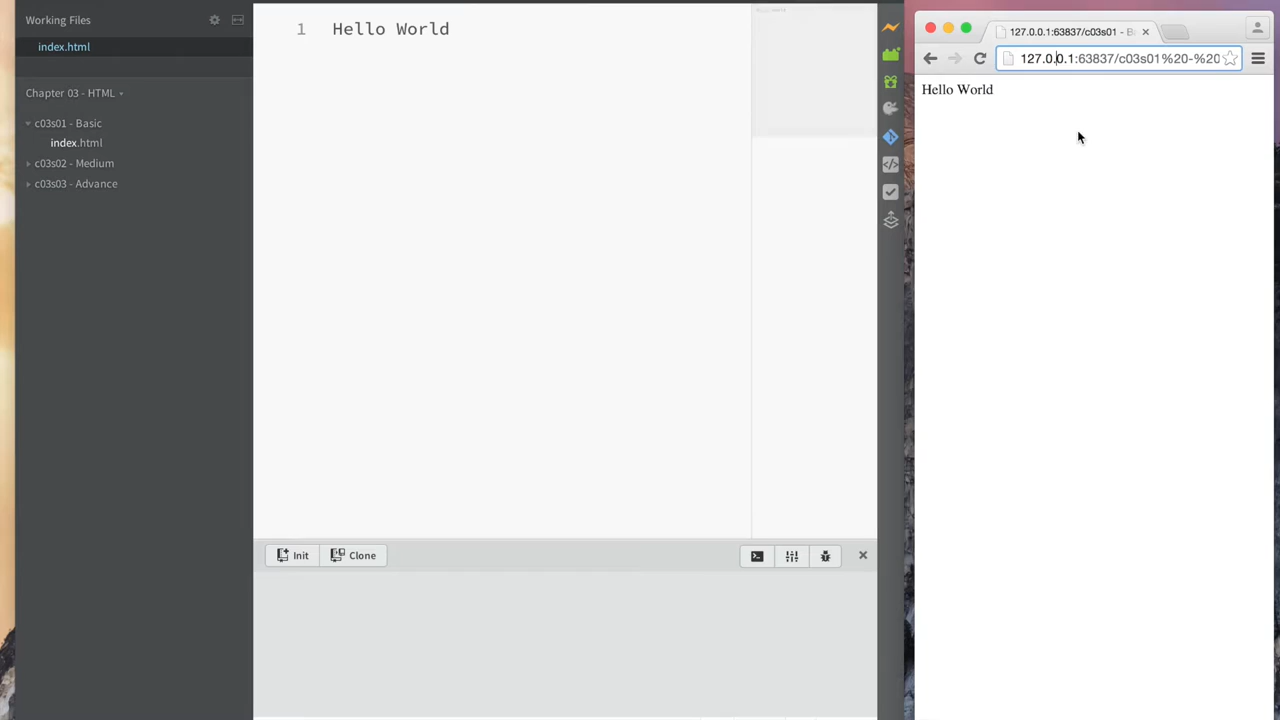 Working Files
index.html
Chapter 03 - HTML
c03s01 - Basic
index.html
c03s02 - Medium
c03s03 - Advance
1 Hello World
Init
Clone
127.0.0.1:63837/c03s01 - B
127.0.0.1:63837/c03s01%20-%20
Hello World